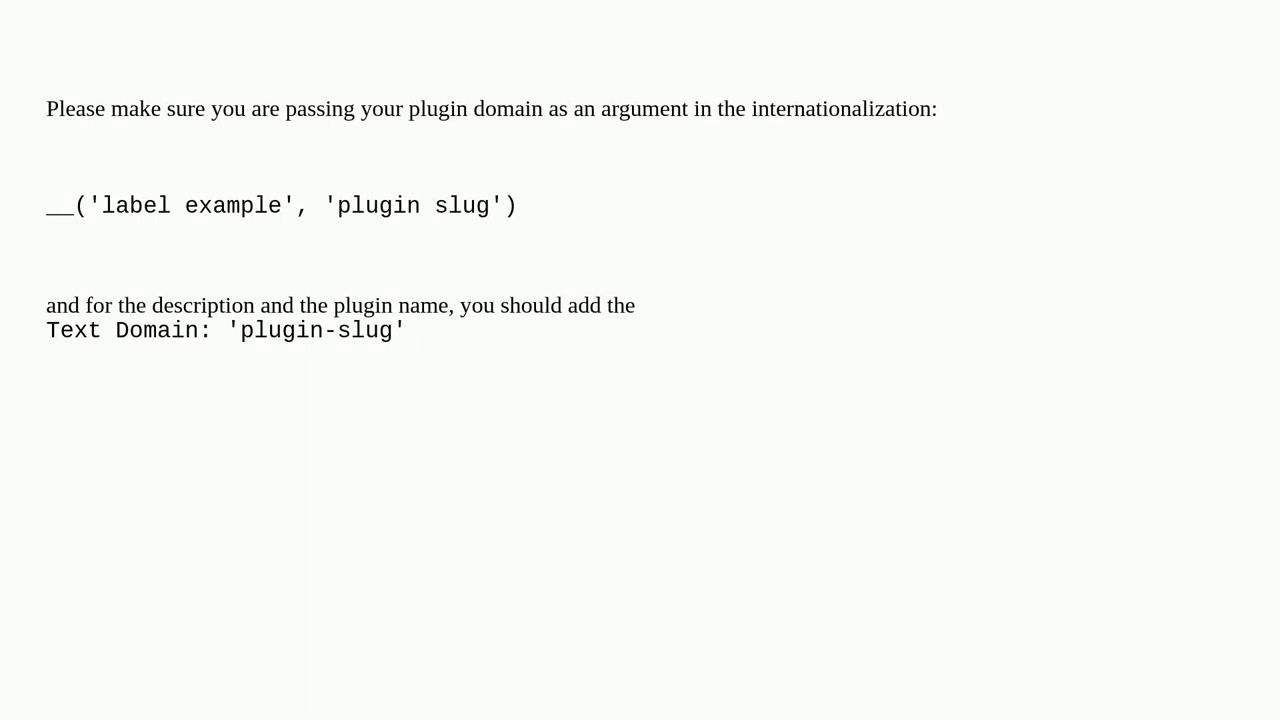 Please make sure you are passing your plugin domain as an argument in the internationalization:
__('label example', 'plugin slug')
and for the description and the plugin name, you should add the
Text Domain: 'plugin-slug'